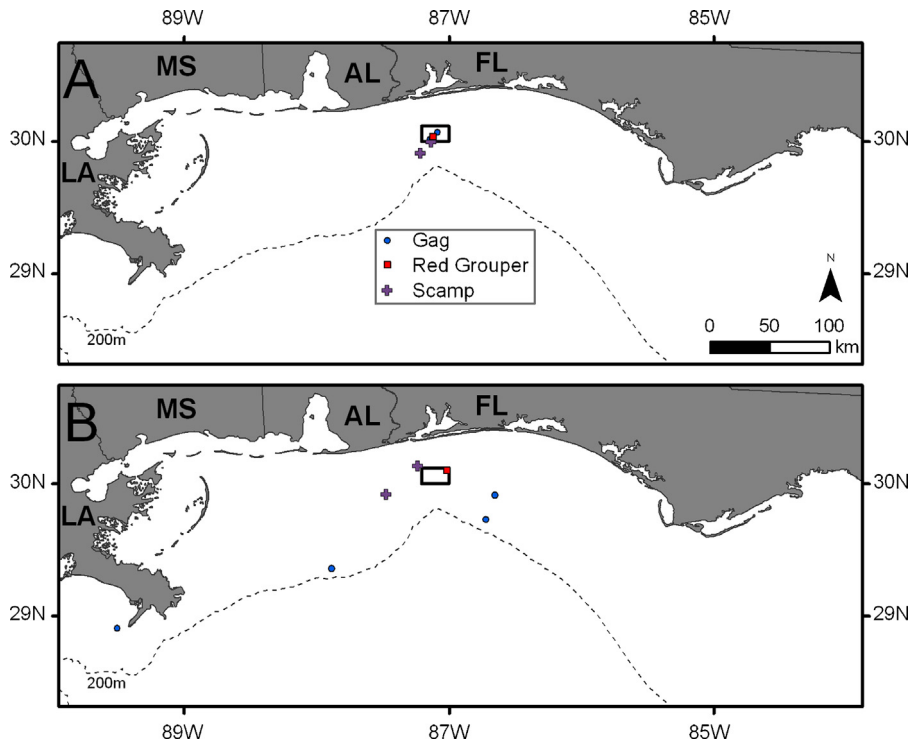 89W 87W 85W
A
MS AL FL
30N 30N
LA
Gag
Red Grouper
Scamp
N
29N 29N
0 50 100
km
200m
B
MS AL FL
30N 30N
LA
29N 29N
200m
89W 87W 85W